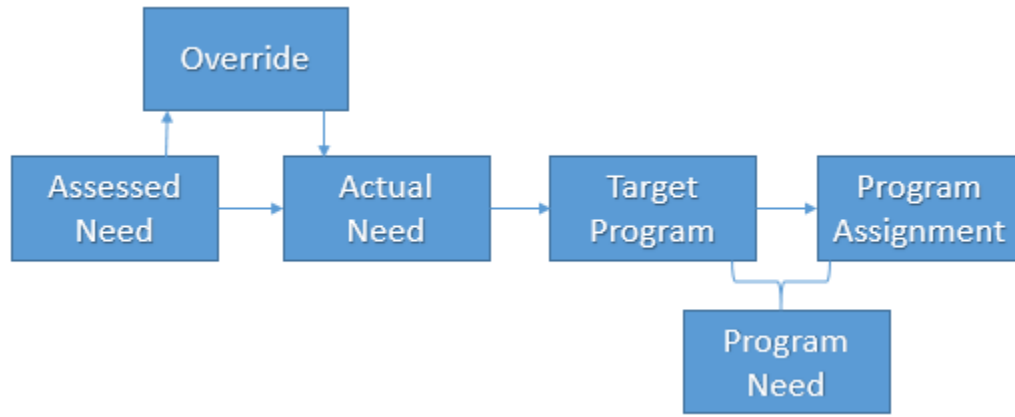 Override
Assessed
Need
Actual
Need
Target
Program
Program
Assignment
Program
Need